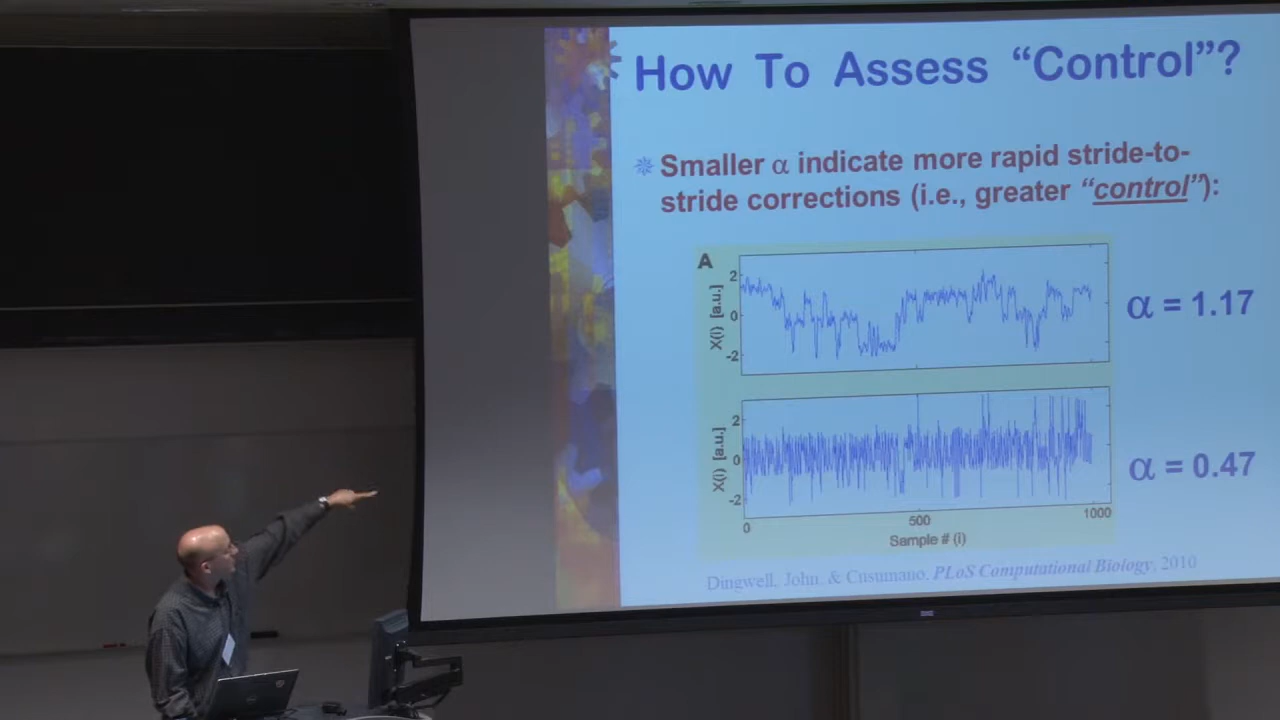 How To Assess “Control”?
Smaller α indicate more rapid stride-to-
stride corrections (i.e., greater “control”):
A
2
0
-2
X(i) [a.u.]
α = 1.17
2
0
-2
X(i) [a.u.]
α = 0.47
0 500 1000
Sample # (i)
Dingwell, John, & Cusumano, PLoS Computational Biology, 2010